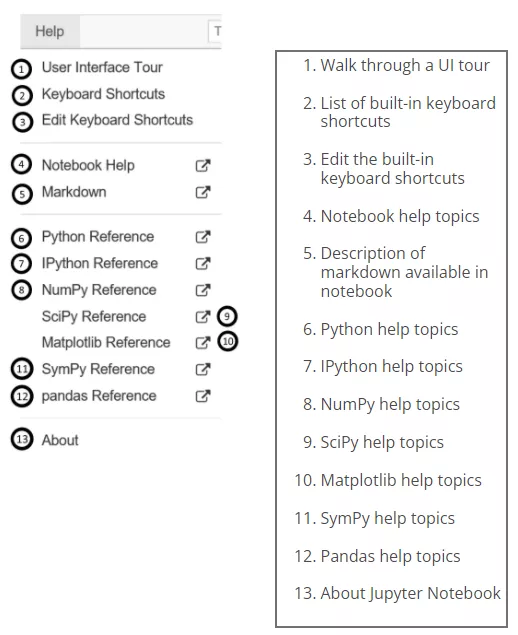 Help
T
1 User Interface Tour
2 Keyboard Shortcuts
3 Edit Keyboard Shortcuts
4 Notebook Help
5 Markdown
6 Python Reference
7 IPython Reference
8 NumPy Reference
SciPy Reference 9
Matplotlib Reference 10
11 SymPy Reference
12 pandas Reference
13 About
1. Walk through a UI tour
2. List of built-in keyboard
shortcuts
3. Edit the built-in
keyboard shortcuts
4. Notebook help topics
5. Description of
markdown available in
notebook
6. Python help topics
7. IPython help topics
8. NumPy help topics
9. SciPy help topics
10. Matplotlib help topics
11. SymPy help topics
12. Pandas help topics
13. About Jupyter Notebook